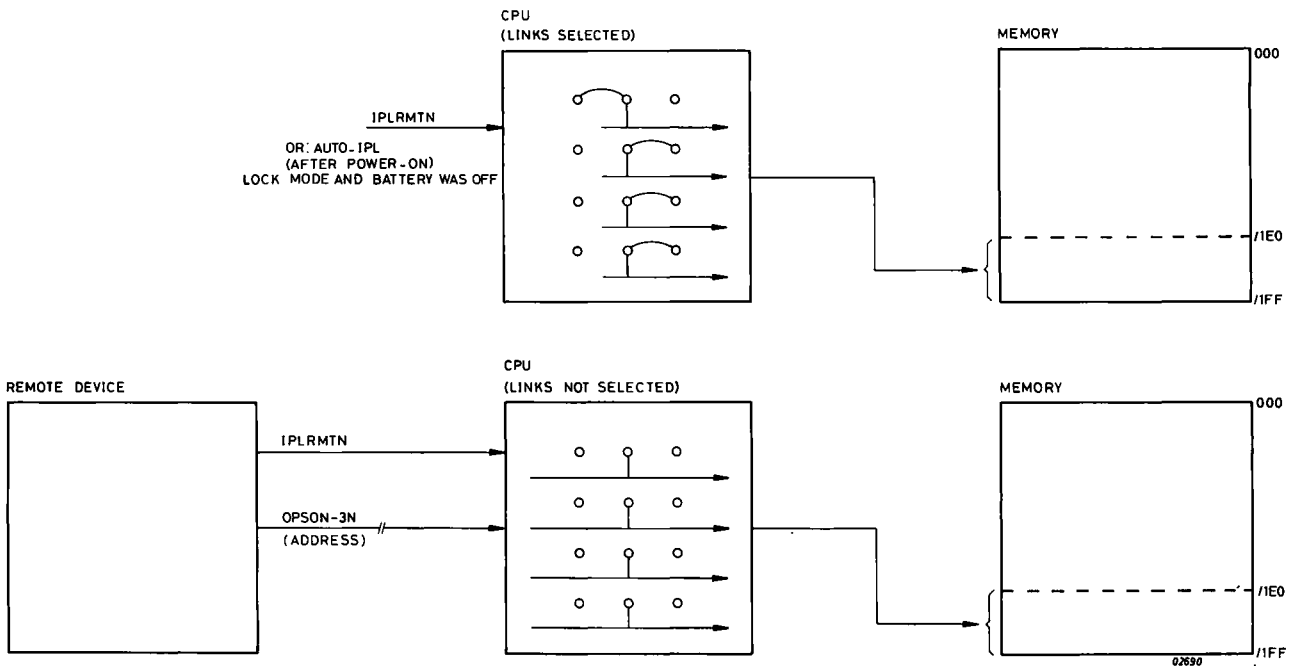 CPU
(LINKS SELECTED)
MEMORY
000
IPLRMTN
OR: AUTO-IPL
(AFTER POWER-ON)
LOCK MODE AND BATTERY WAS OFF
/1E0
/1FF
REMOTE DEVICE
CPU
(LINKS NOT SELECTED)
MEMORY
000
IPLRMTN
OPSON-3N
(ADDRESS)
/1E0
/1FF
02690